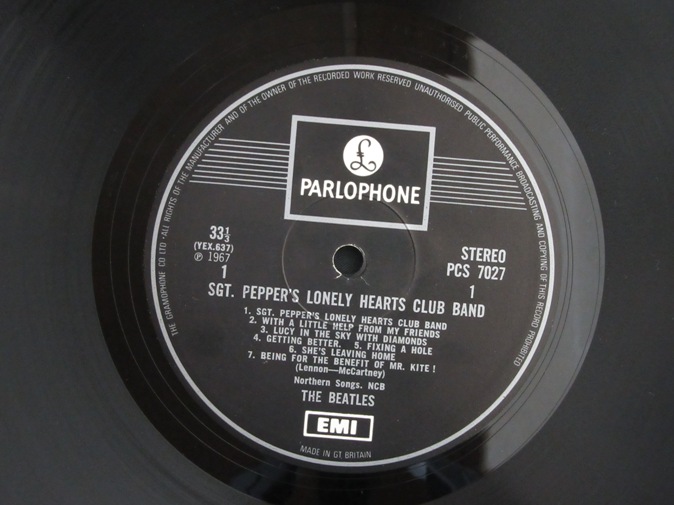 THE GRAMOPHONE CO LTD · ALL RIGHTS OF THE MANUFACTURER AND OF THE OWNER OF THE RECORDED WORK RESERVED UNAUTHORISED PUBLIC PERFORMANCE BROADCASTING AND COPYING OF THIS RECORD PROHIBITED
£
PARLOPHONE
33⅓
(YEX.637)
Ⓟ 1967
1
STEREO
PCS 7027
1
SGT. PEPPER'S LONELY HEARTS CLUB BAND
1. SGT. PEPPER'S LONELY HEARTS CLUB BAND
2. WITH A LITTLE HELP FROM MY FRIENDS
3. LUCY IN THE SKY WITH DIAMONDS
4. GETTING BETTER. 5. FIXING A HOLE
6. SHE'S LEAVING HOME
7. BEING FOR THE BENEFIT OF MR. KITE !
(Lennon—McCartney)
Northern Songs. NCB
THE BEATLES
EMI
MADE IN GT. BRITAIN